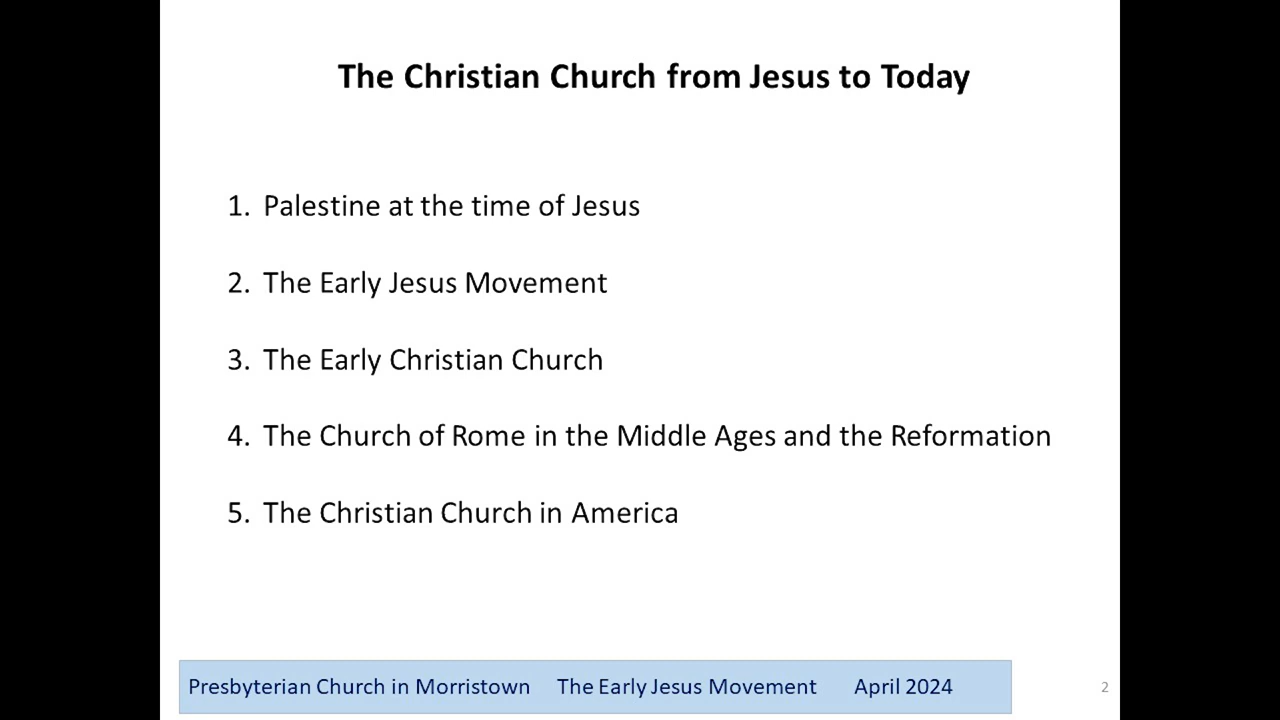 The Christian Church from Jesus to Today
1. Palestine at the time of Jesus
2. The Early Jesus Movement
3. The Early Christian Church
4. The Church of Rome in the Middle Ages and the Reformation
5. The Christian Church in America
Presbyterian Church in Morristown The Early Jesus Movement April 2024
2